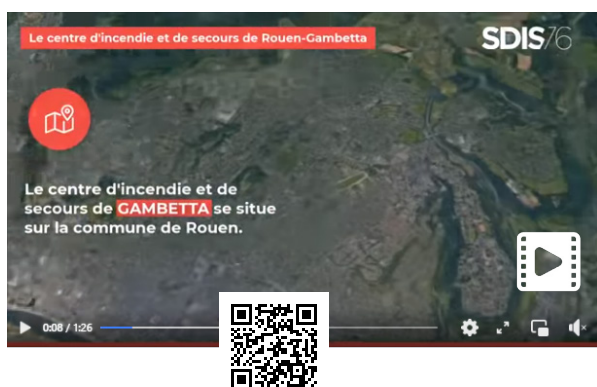 Le centre d'incendie et de secours de Rouen-Gambetta
SDIS76
Le centre d'incendie et de
secours de GAMBETTA se situe
sur la commune de Rouen.
0:08 / 1:26